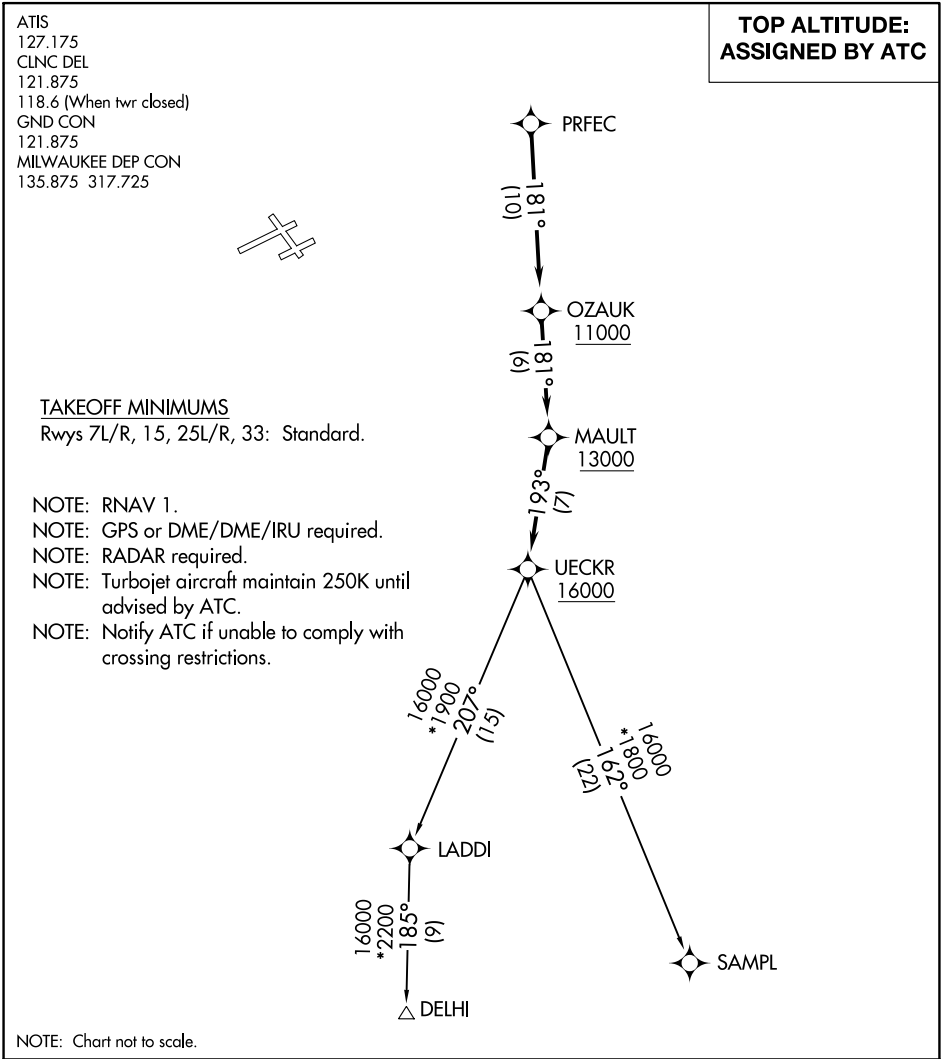 ATIS
127.175
CLNC DEL
121.875
118.6 (When twr closed)
GND CON
121.875
MILWAUKEE DEP CON
135.875 317.725
TOP ALTITUDE:
ASSIGNED BY ATC
PRFEC
181°
(10)
OZAUK
11000
181°
(9)
TAKEOFF MINIMUMS
Rwys 7L/R, 15, 25L/R, 33: Standard.
MAULT
13000
193°
(7)
NOTE: RNAV 1.
NOTE: GPS or DME/DME/IRU required.
NOTE: RADAR required.
NOTE: Turbojet aircraft maintain 250K until
advised by ATC.
NOTE: Notify ATC if unable to comply with
crossing restrictions.
UECKR
16000
16000
*1900
207°
(15)
16000
*1800
162°
(22)
LADDI
16000
*2200
185°
(9)
SAMPL
DELHI
NOTE: Chart not to scale.